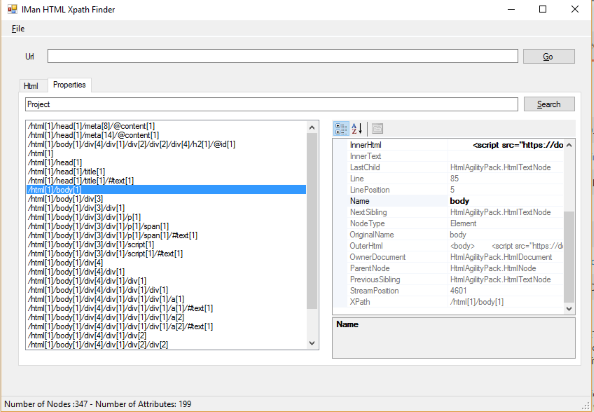 IMan HTML Xpath Finder
File
Url
Go
Html Properties
Project
Search
/html[1]/head[1]/meta[8]/@content[1]
/html[1]/head[1]/meta[14]/@content[1]
/html[1]/body[1]/div[4]/div[1]/div[2]/div[2]/div[4]/h2[1]/@id[1]
/html[1]
/html[1]/head[1]
/html[1]/head[1]/title[1]
/html[1]/head[1]/title[1]/#text[1]
/html[1]/body[1]
/html[1]/body[1]/div[3]
/html[1]/body[1]/div[3]/div[1]
/html[1]/body[1]/div[3]/div[1]/p[1]
/html[1]/body[1]/div[3]/div[1]/p[1]/span[1]
/html[1]/body[1]/div[3]/div[1]/p[1]/span[1]/#text[1]
/html[1]/body[1]/div[3]/div[1]/script[1]
/html[1]/body[1]/div[3]/div[1]/script[1]/#text[1]
/html[1]/body[1]/div[4]
/html[1]/body[1]/div[4]/div[1]
/html[1]/body[1]/div[4]/div[1]/div[1]
/html[1]/body[1]/div[4]/div[1]/div[1]/div[1]
/html[1]/body[1]/div[4]/div[1]/div[1]/div[1]/a[1]
/html[1]/body[1]/div[4]/div[1]/div[1]/div[1]/a[1]/#text[1]
/html[1]/body[1]/div[4]/div[1]/div[1]/div[1]/a[2]
/html[1]/body[1]/div[4]/div[1]/div[1]/div[1]/a[2]/#text[1]
/html[1]/body[1]/div[4]/div[1]/div[2]
/html[1]/body[1]/div[4]/div[1]/div[2]/div[2]
InnerHtml <script src="https://do
InnerText
LastChild HtmlAgilityPack.HtmlTextNode
Line 85
LinePosition 5
Name body
NextSibling HtmlAgilityPack.HtmlTextNode
NodeType Element
OriginalName body
OuterHtml <body> <script src="https://d
OwnerDocument HtmlAgilityPack.HtmlDocument
ParentNode HtmlAgilityPack.HtmlNode
PreviousSibling HtmlAgilityPack.HtmlTextNode
StreamPosition 4601
XPath /html[1]/body[1]
Name
Number of Nodes :347 - Number of Attributes: 199